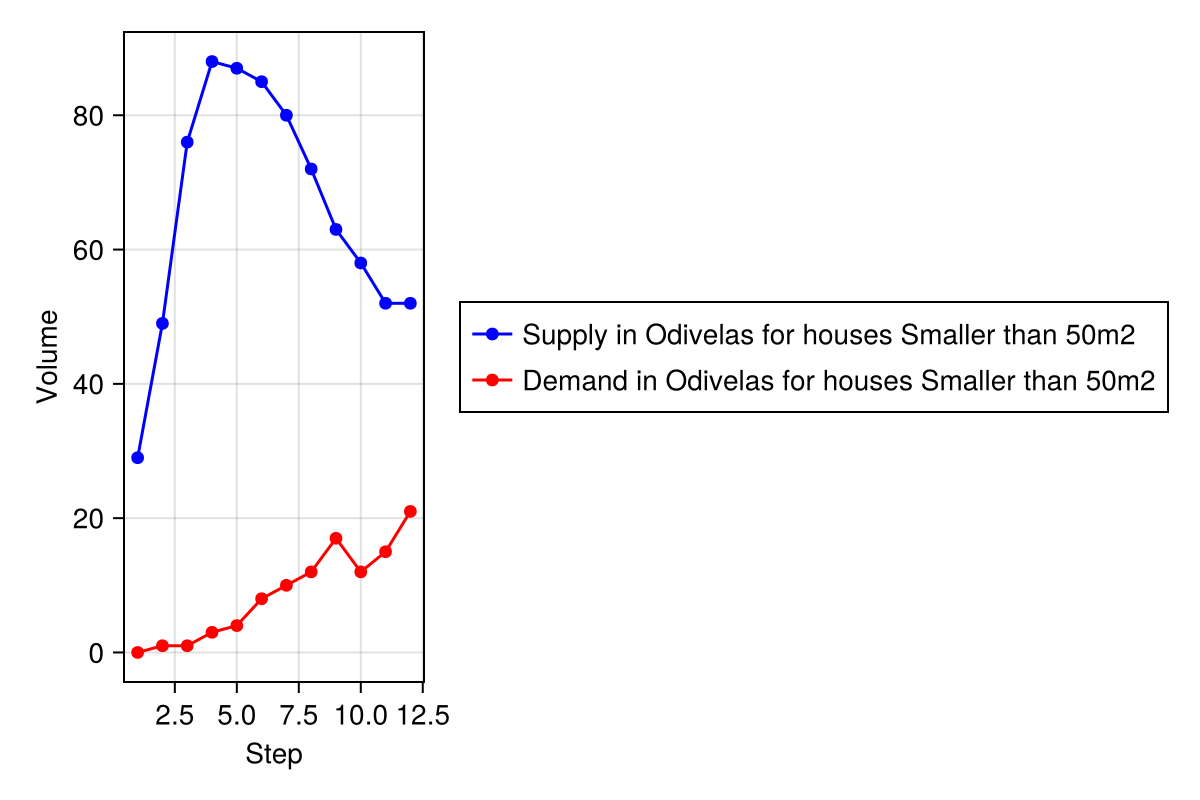 80
60
40
20
0
Volume
2.5 5.0 7.5 10.0 12.5
Step
Supply in Odivelas for houses Smaller than 50m2
Demand in Odivelas for houses Smaller than 50m2